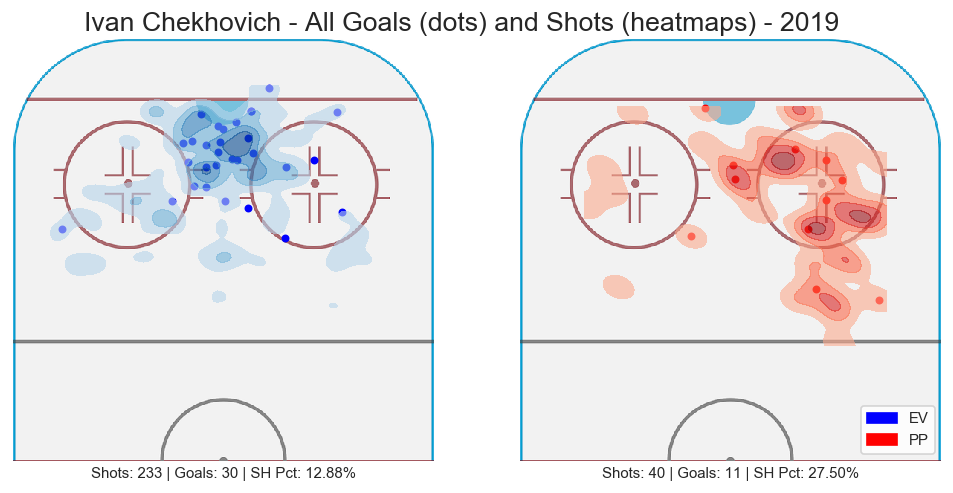 Ivan Chekhovich - All Goals (dots) and Shots (heatmaps) - 2019
EV
PP
Shots: 233 | Goals: 30 | SH Pct: 12.88%
Shots: 40 | Goals: 11 | SH Pct: 27.50%